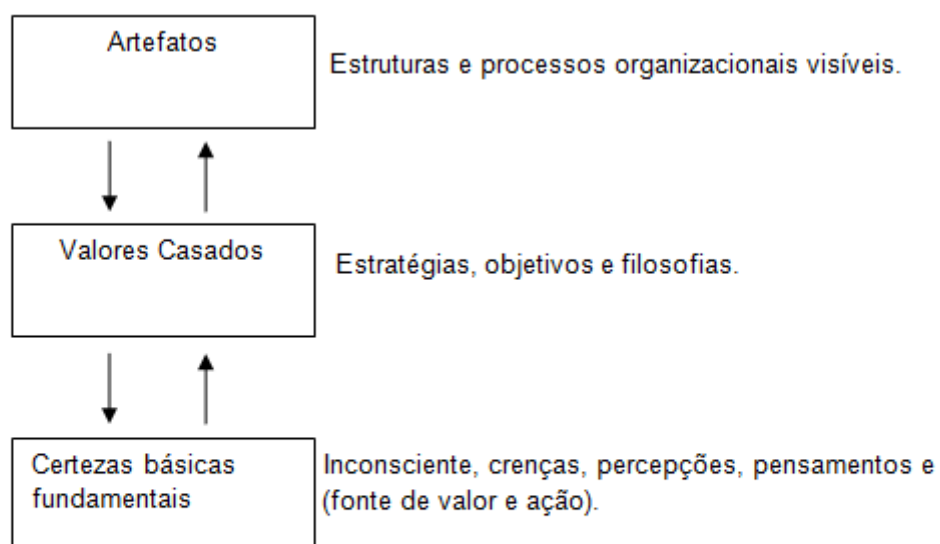 Artefatos
Estruturas e processos organizacionais visíveis.
Valores Casados
Estratégias, objetivos e filosofias.
Certezas básicas
fundamentais
Inconsciente, crenças, percepções, pensamentos e
(fonte de valor e ação).